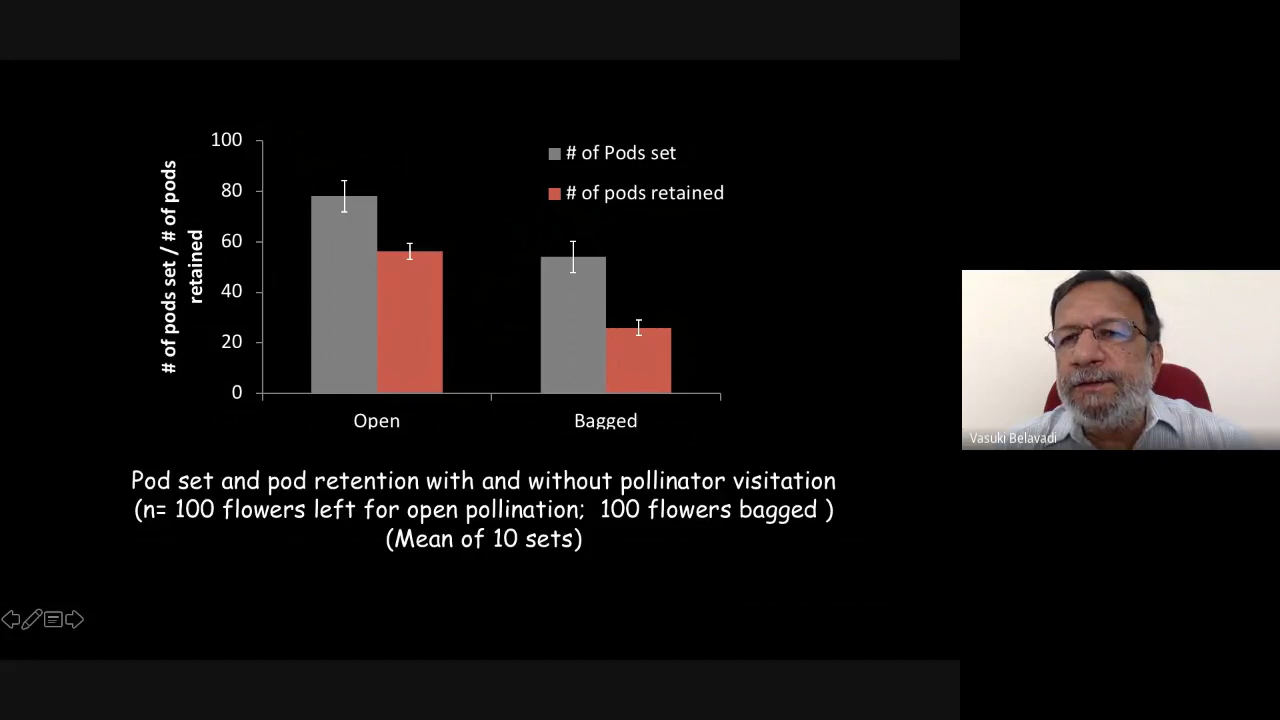 100
80
60
40
20
0
# of pods set / # of pods
retained
# of Pods set
# of pods retained
Open
Bagged
Pod set and pod retention with and without pollinator visitation
(n= 100 flowers left for open pollination;  100 flowers bagged )
(Mean of 10 sets)
Vasuki Belavadi